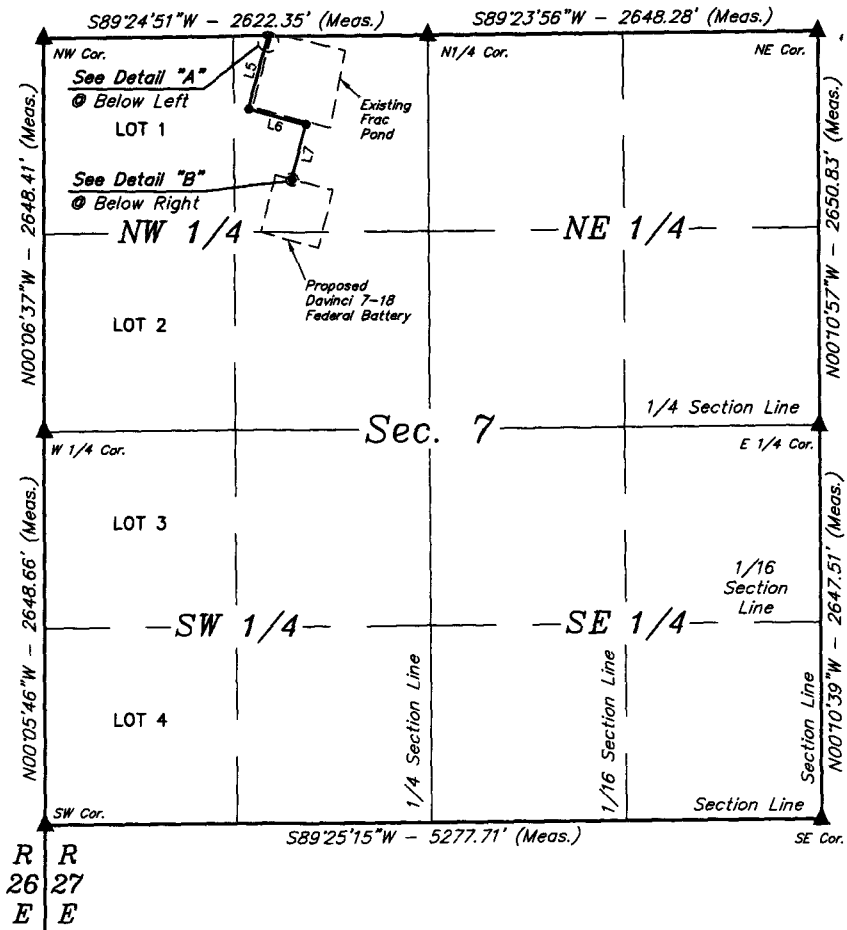 S89°24'51"W - 2622.35' (Meas.)
S89°23'56"W - 2648.28' (Meas.)
NW Cor.
N1/4 Cor.
NE Cor.
See Detail "A"
@ Below Left
LOT 1
L5
L6
L7
Existing
Frac
Pond
See Detail "B"
@ Below Right
NW 1/4
NE 1/4
Proposed
Davinci 7-18
Federal Battery
LOT 2
N00°06'37"W - 2648.41' (Meas.)
N00°10'57"W - 2650.83' (Meas.)
1/4 Section Line
Sec. 7
W 1/4 Cor.
E 1/4 Cor.
LOT 3
1/16
Section
Line
SW 1/4
SE 1/4
N00°05'46"W - 2648.66' (Meas.)
N00°10'39"W - 2647.51' (Meas.)
LOT 4
1/4 Section Line
1/16 Section Line
Section Line
Section Line
SW Cor.
S89°25'15"W - 5277.71' (Meas.)
SE Cor.
R R
26 27
E E